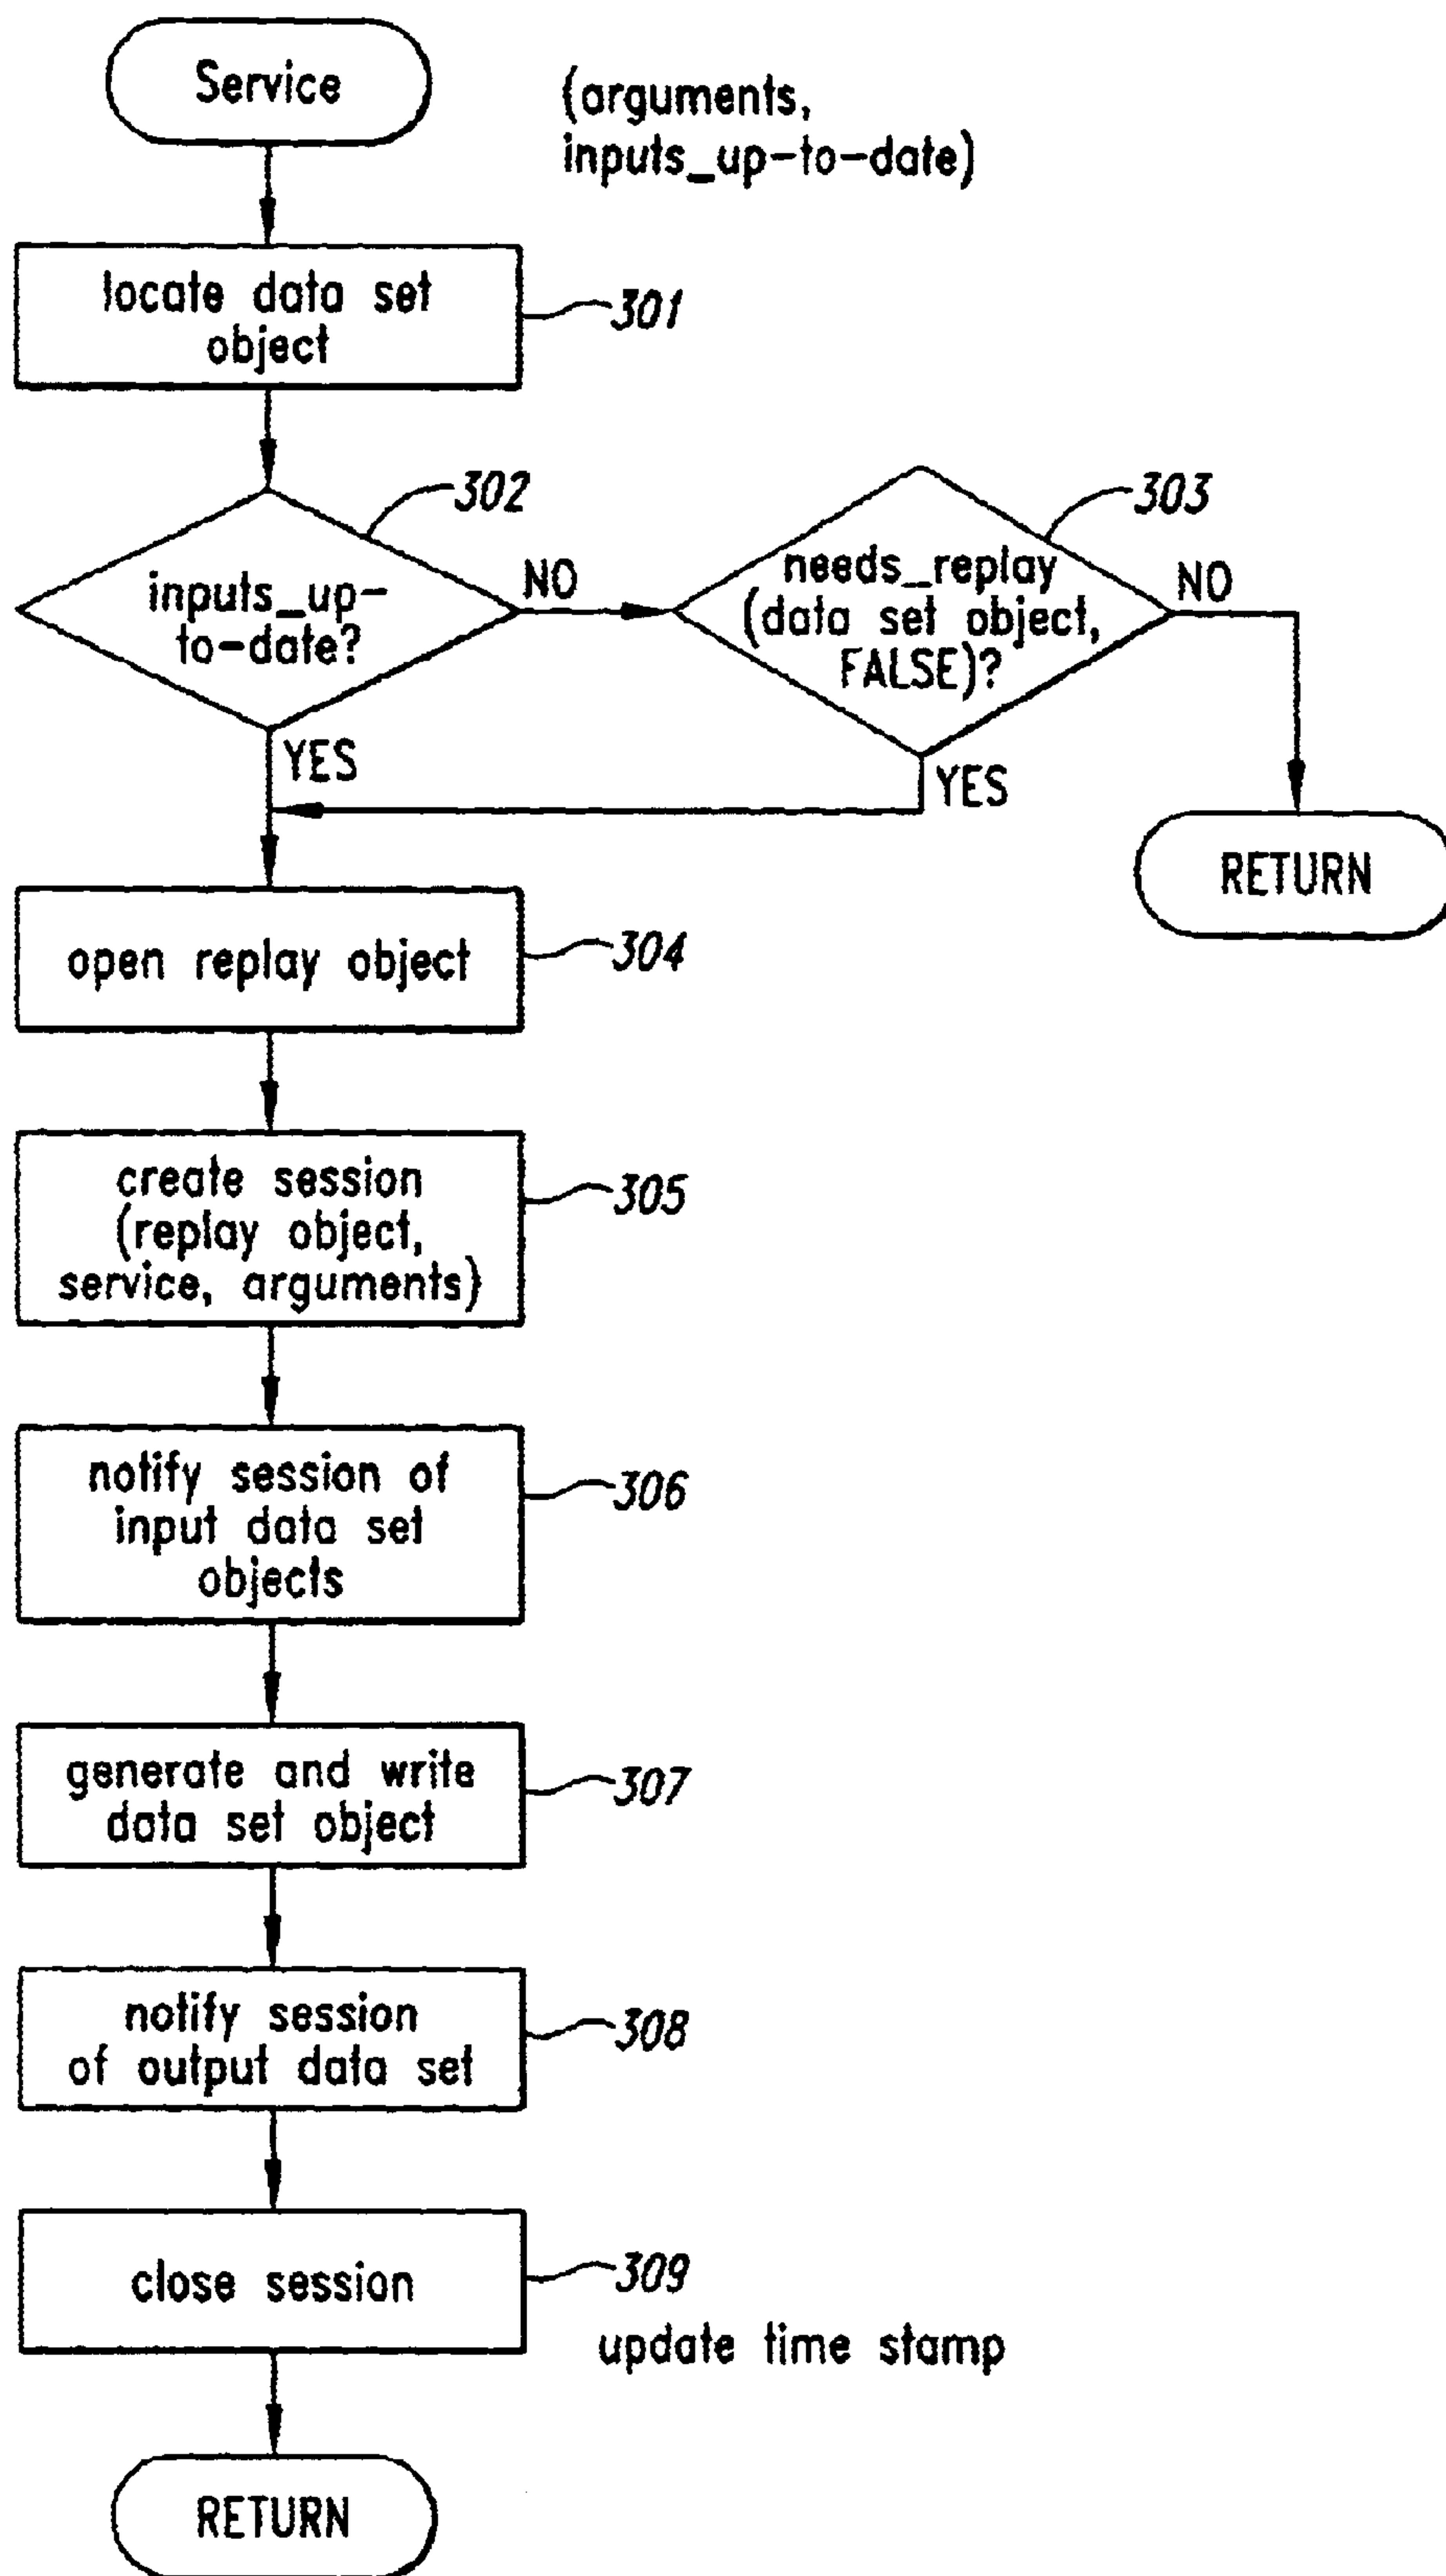 Service
(arguments,
inputs_up-to-date)
locate data set
object
301
302
inputs_up-
to-date?
NO
303
needs_replay
(data set object,
FALSE)?
NO
YES
YES
RETURN
open replay object
304
create session
(replay object,
service, arguments)
305
notify session of
input data set
objects
306
generate and write
data set object
307
notify session
of output data set
308
close session
309
update time stamp
RETURN